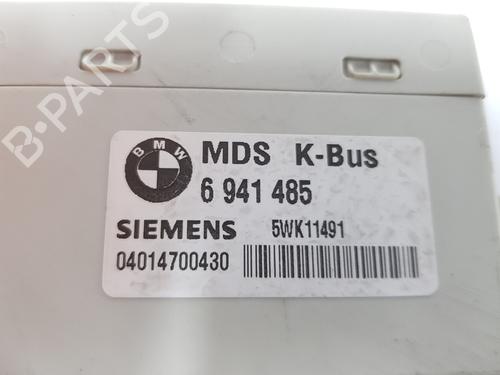 B-PARTS
BMW
MDS K-Bus
6 941 485
SIEMENS 5WK11491
04014700430